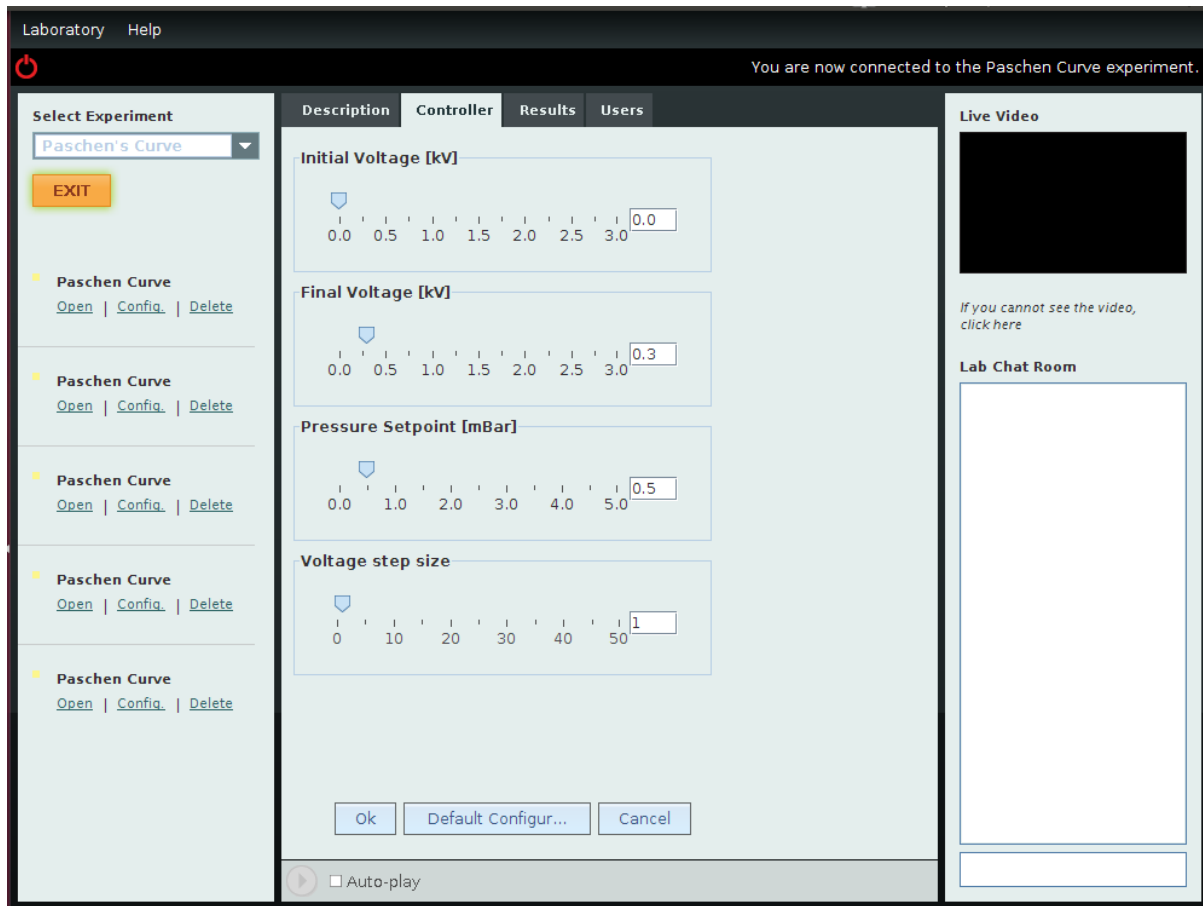 Laboratory Help
You are now connected to the Paschen Curve experiment.
Select Experiment
Paschen's Curve
EXIT
Paschen Curve
Open | Config. | Delete
Paschen Curve
Open | Config. | Delete
Paschen Curve
Open | Config. | Delete
Paschen Curve
Open | Config. | Delete
Paschen Curve
Open | Config. | Delete
Description Controller Results Users
Initial Voltage [kV]
0.0
0.0 0.5 1.0 1.5 2.0 2.5 3.0
Final Voltage [kV]
0.3
0.0 0.5 1.0 1.5 2.0 2.5 3.0
Pressure Setpoint [mBar]
0.5
0.0 1.0 2.0 3.0 4.0 5.0
Voltage step size
1
0 10 20 30 40 50
Ok Default Configur... Cancel
Auto-play
Live Video
If you cannot see the video,
click here
Lab Chat Room